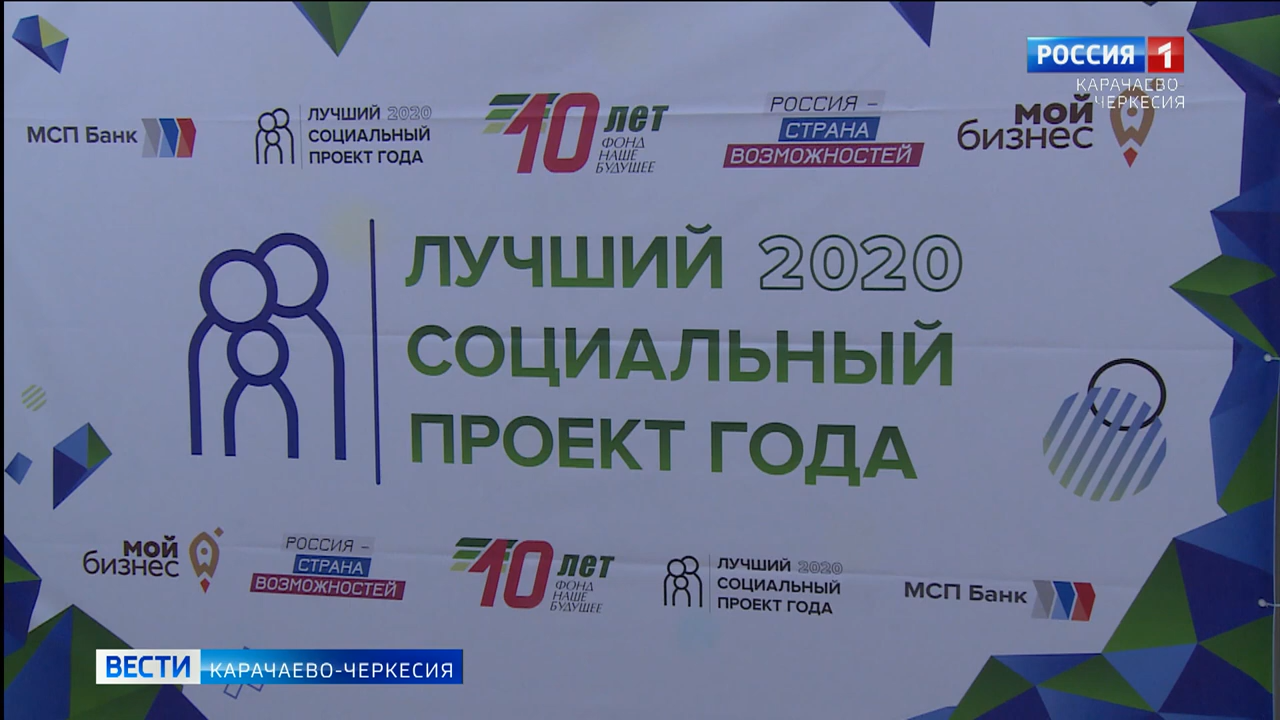 РОССИЯ 1
КАРАЧАЕВО
ЧЕРКЕСИЯ
МСП Банк
ЛУЧШИЙ 2020
СОЦИАЛЬНЫЙ
ПРОЕКТ ГОДА
10 лет
ФОНД
НАШЕ
БУДУЩЕЕ
РОССИЯ –
СТРАНА
ВОЗМОЖНОСТЕЙ
мой
бизнес
ЛУЧШИЙ 2020
СОЦИАЛЬНЫЙ
ПРОЕКТ ГОДА
мой
бизнес
РОССИЯ –
СТРАНА
ВОЗМОЖНОСТЕЙ
10 лет
ФОНД
НАШЕ
БУДУЩЕЕ
ЛУЧШИЙ 2020
СОЦИАЛЬНЫЙ
ПРОЕКТ ГОДА
МСП Банк
ВЕСТИ КАРАЧАЕВО-ЧЕРКЕСИЯ